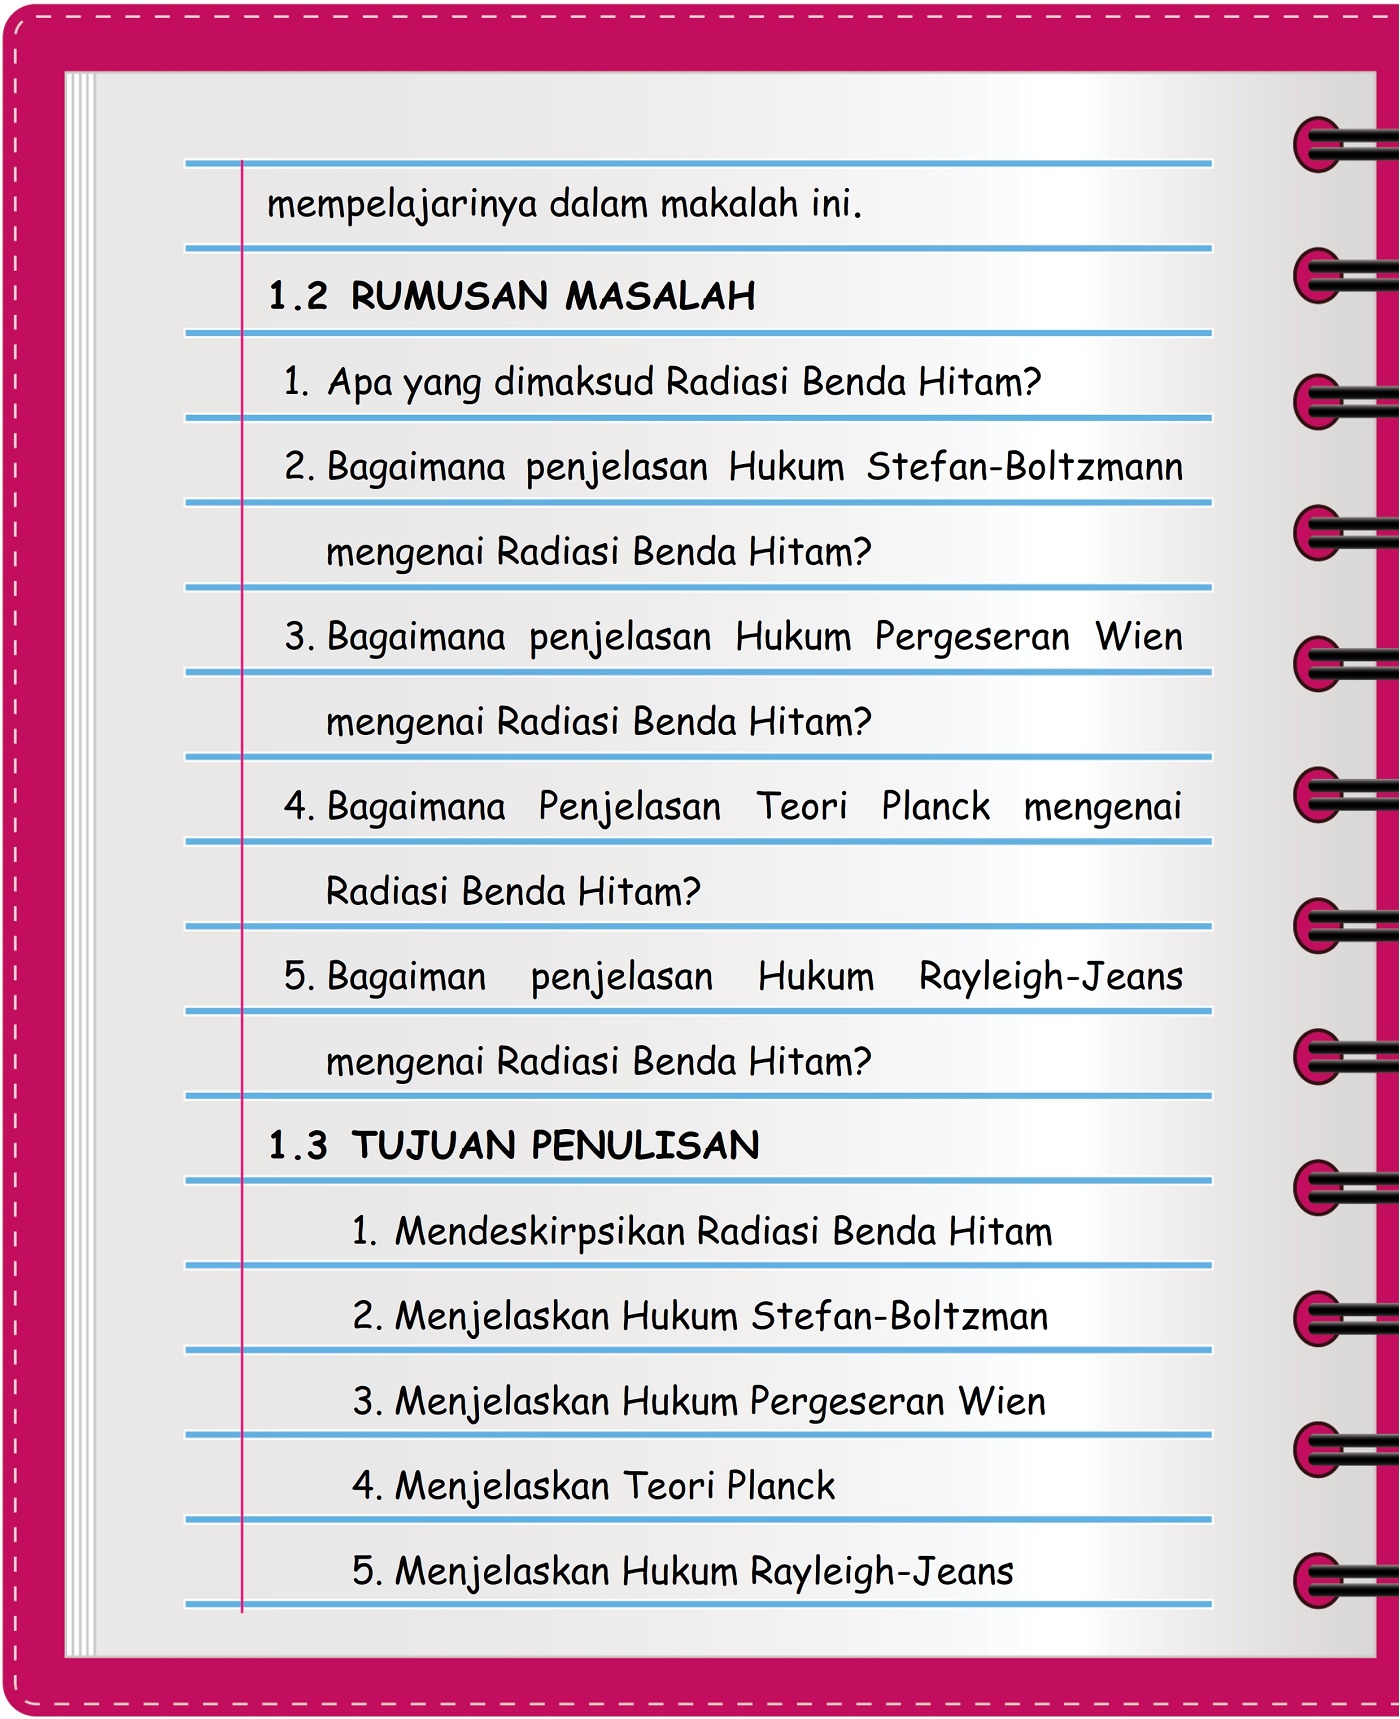 mempelajarinya dalam makalah ini.
1.2 RUMUSAN MASALAH
1. Apa yang dimaksud Radiasi Benda Hitam?
2. Bagaimana penjelasan Hukum Stefan-Boltzmann
mengenai Radiasi Benda Hitam?
3. Bagaimana penjelasan Hukum Pergeseran Wien
mengenai Radiasi Benda Hitam?
4. Bagaimana Penjelasan Teori Planck mengenai
Radiasi Benda Hitam?
5. Bagaiman penjelasan Hukum Rayleigh-Jeans
mengenai Radiasi Benda Hitam?
1.3 TUJUAN PENULISAN
1. Mendeskirpsikan Radiasi Benda Hitam
2. Menjelaskan Hukum Stefan-Boltzman
3. Menjelaskan Hukum Pergeseran Wien
4. Menjelaskan Teori Planck
5. Menjelaskan Hukum Rayleigh-Jeans